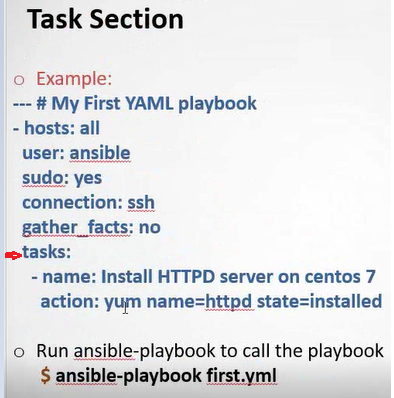 Task Section
o Example:
--- # My First YAML playbook
- hosts: all
user: ansible
sudo: yes
connection: ssh
gather_facts: no
tasks:
- name: Install HTTPD server on centos 7
action: yum name=httpd state=installed
o Run ansible-playbook to call the playbook
$ ansible-playbook first.yml